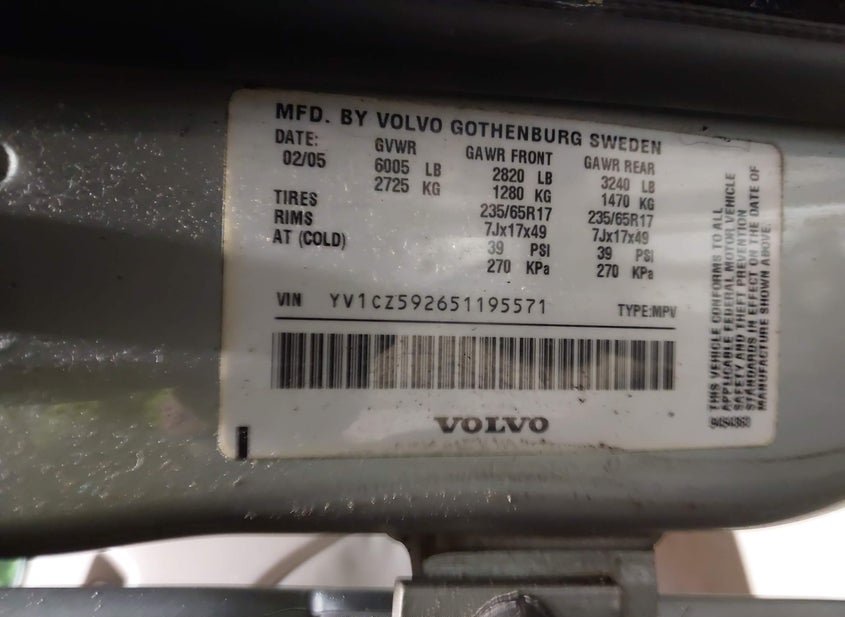 MFD. BY VOLVO GOTHENBURG SWEDEN
DATE: GVWR GAWR FRONT GAWR REAR
02/05 6005 LB 2820 LB 3240 LB
2725 KG 1280 KG 1470 KG
TIRES 235/65R17 235/65R17
RIMS 7Jx17x49 7Jx17x49
AT (COLD) 39 PSI 39 PSI
270 KPa 270 KPa
VIN YV1CZ592651195571 TYPE:MPV
VOLVO
THIS VEHICLE CONFORMS TO ALL
APPLICABLE FEDERAL MOTOR VEHICLE
SAFETY AND THEFT PREVENTION
STANDARDS IN EFFECT ON THE DATE OF
MANUFACTURE SHOWN ABOVE.